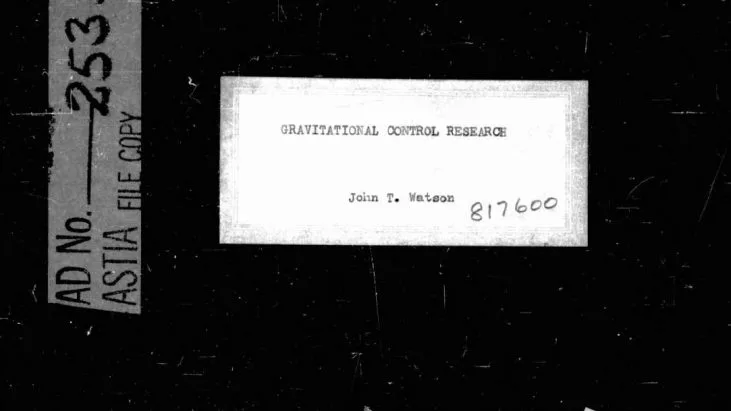 AD No. 253
ASTIA FILE COPY
GRAVITATIONAL CONTROL RESEARCH
John T. Watson
817600